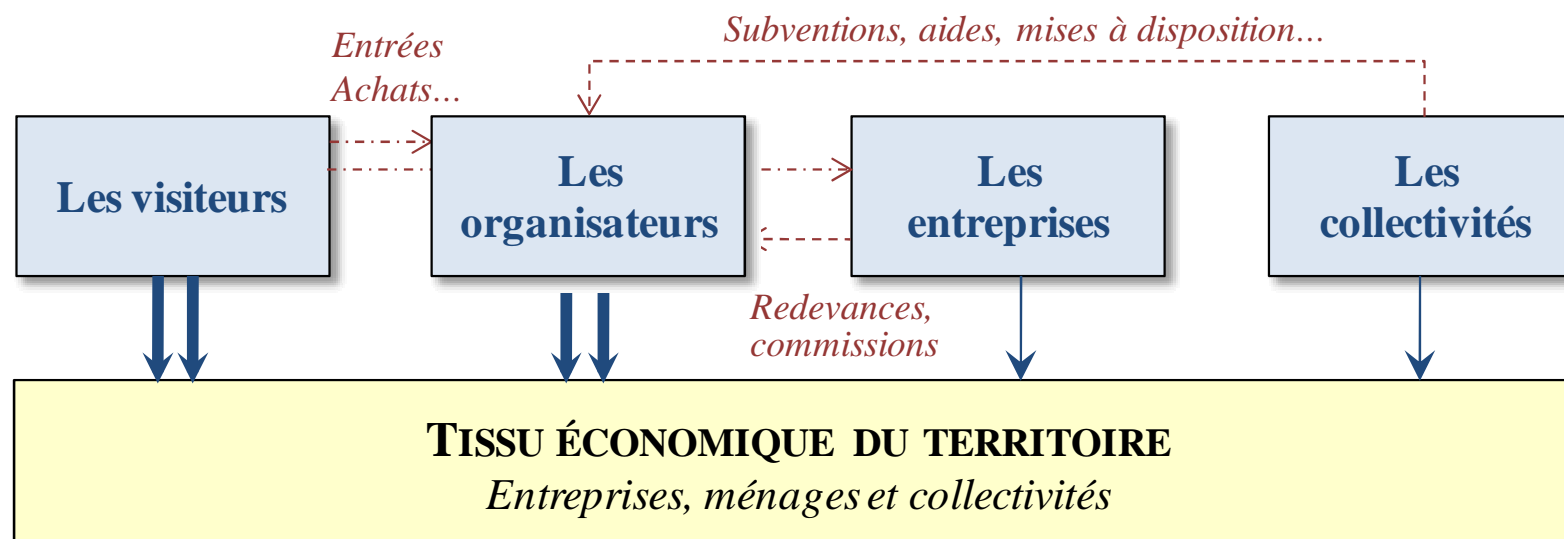 Entrées
Achats…
Subventions, aides, mises à disposition…
Les visiteurs
Les
organisateurs
Les
entreprises
Les
collectivités
Redevances,
commissions
TISSU ÉCONOMIQUE DU TERRITOIRE
Entreprises, ménages et collectivités